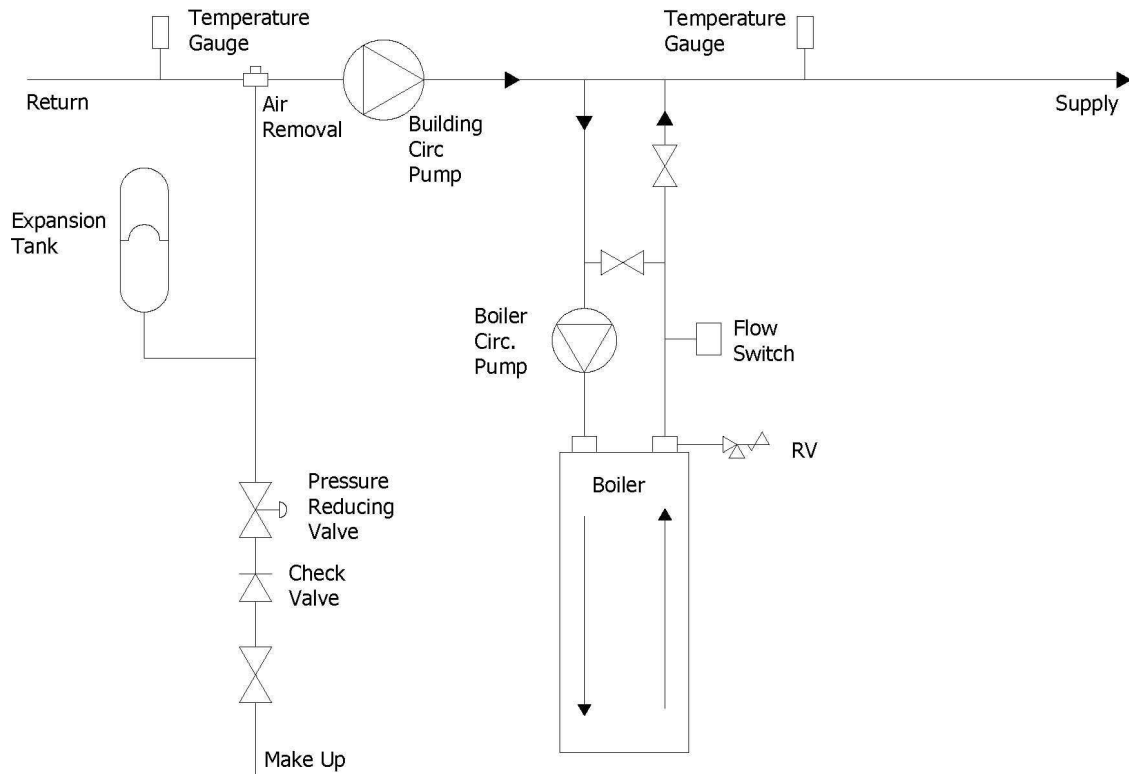 Temperature
Gauge
Temperature
Gauge
Return
Air
Removal
Building
Circ
Pump
Supply
Expansion
Tank
Boiler
Circ.
Pump
Flow
Switch
RV
Boiler
Pressure
Reducing
Valve
Check
Valve
Make Up